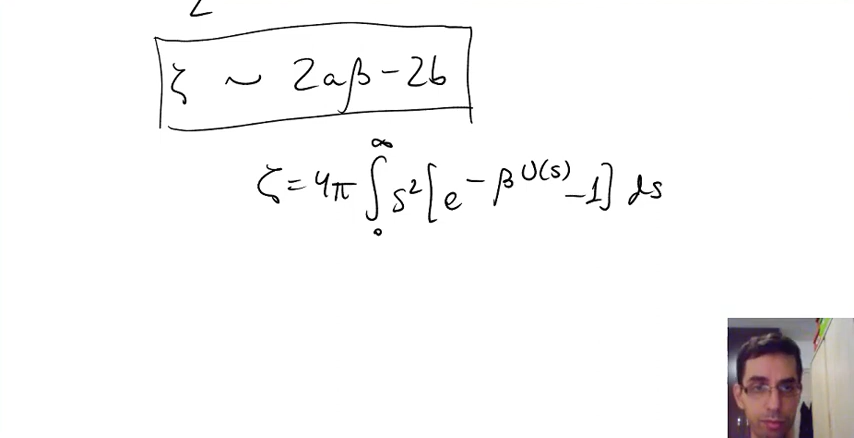 ζ ~ 2aβ - 2b
ζ = 4π ∫₀^∞ s² [e^{-βU(s)} - 1] ds